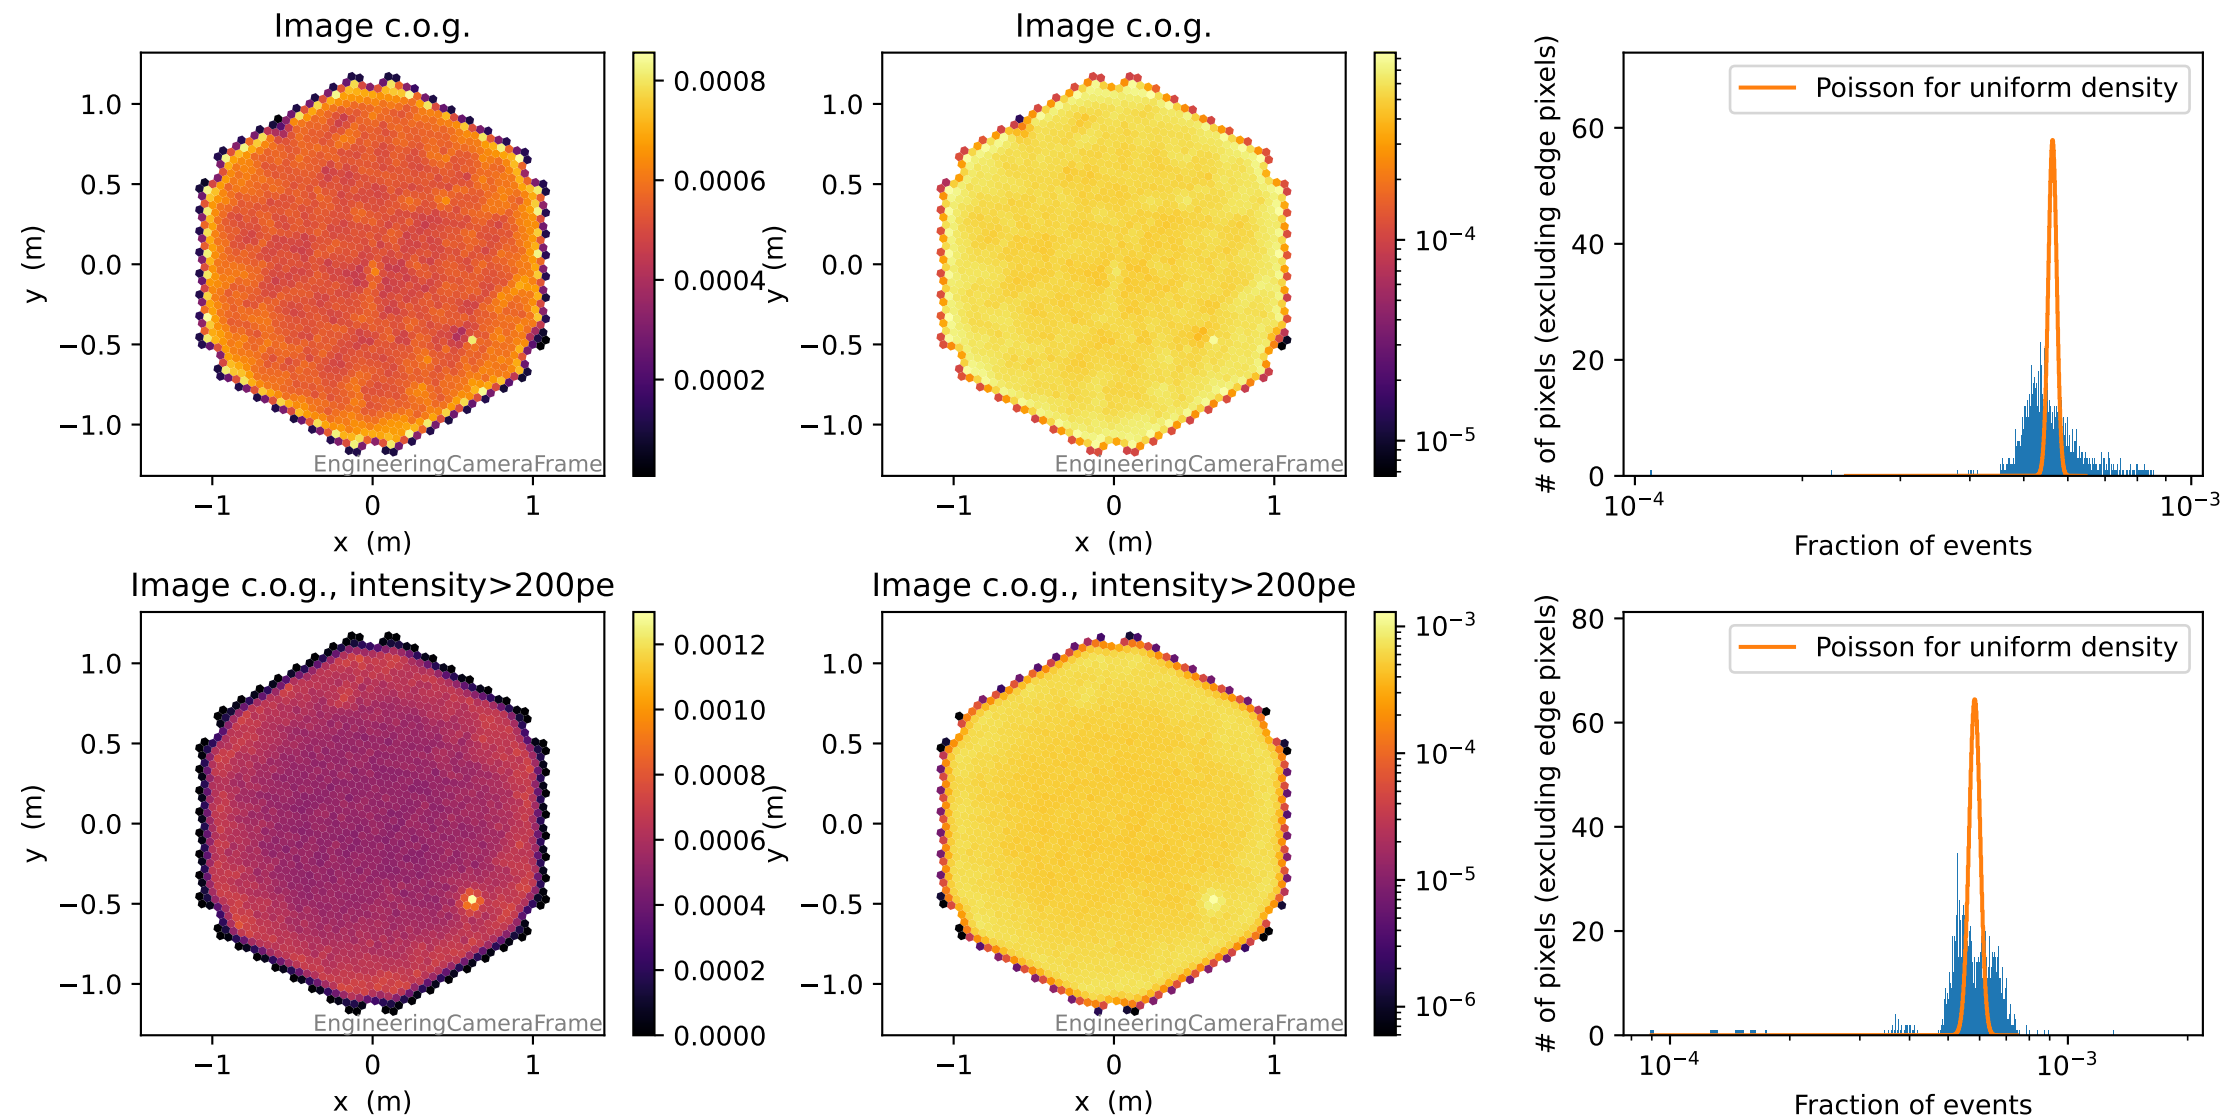 Image c.o.g.
1.0
0.5
0.0
−0.5
−1.0
y (m)
−1
0
1
x (m)
EngineeringCameraFrame
0.0008
0.0006
0.0004
0.0002
Image c.o.g.
1.0
0.5
0.0
−0.5
−1.0
y (m)
−1
0
1
x (m)
EngineeringCameraFrame
10⁻⁴
10⁻⁵
# of pixels (excluding edge pixels)
60
40
20
0
Poisson for uniform density
10⁻⁴
10⁻³
Fraction of events
Image c.o.g., intensity>200pe
1.0
0.5
0.0
−0.5
−1.0
y (m)
−1
0
1
x (m)
EngineeringCameraFrame
0.0012
0.0010
0.0008
0.0006
0.0004
0.0002
0.0000
Image c.o.g., intensity>200pe
1.0
0.5
0.0
−0.5
−1.0
y (m)
−1
0
1
x (m)
EngineeringCameraFrame
10⁻³
10⁻⁴
10⁻⁵
10⁻⁶
# of pixels (excluding edge pixels)
80
60
40
20
0
Poisson for uniform density
10⁻⁴
10⁻³
Fraction of events